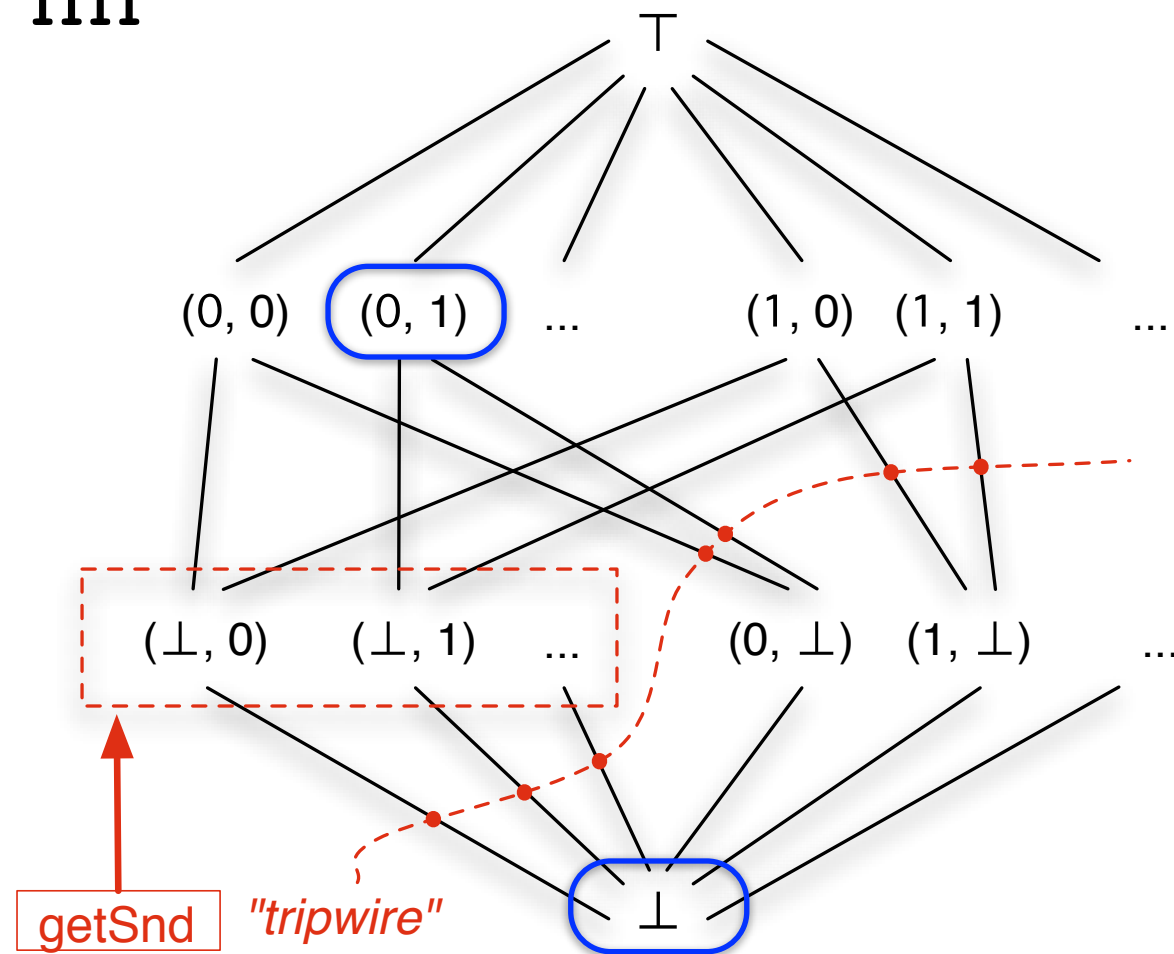 ⊤
(0, 0) (0, 1) ... (1, 0) (1, 1) ...
(⊥, 0) (⊥, 1) ... (0, ⊥) (1, ⊥) ...
getSnd "tripwire" ⊥